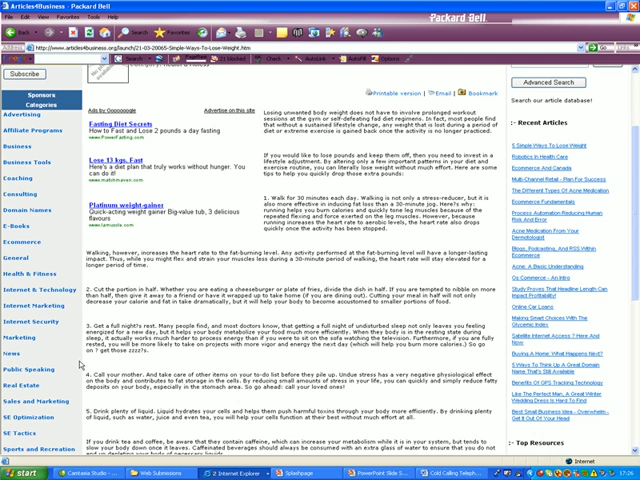 Articles4Business - Packard Bell
Packard Bell
Edit View Favorites Tools Help
Back
Search
Favorites
Address
http://www.articles4business.org/launch/21-03-20065-Simple-Ways-To-Lose-Weight.htm
Go
21 blocked
Check
AutoLink
AutoFill
Options
Subscribe
Sponsors
Categories
Advertising
Affiliate Programs
Business
Business Tools
Coaching
Consulting
Domain Names
E-Books
Ecommerce
General
Health & Fitness
Internet & Technology
Internet Marketing
Internet Security
Marketing
News
Public Speaking
Real Estate
Sales and Marketing
SE Optimization
SE Tactics
Sports and Recreation
Printable version | Email | Bookmark
Ads by Goooooogle
Advertise on this site
Fasting Diet Secrets
How to Fast and Lose 2 pounds a day fasting
www.PowerFasting.com
Lose 13 kgs. Fast
Here's a diet plan that truly works without hunger. You
can do it!
www.matchmaven.com
Platinum weight-gainer
Quick-acting weight gainer Big-value tub, 3 delicious
flavours
www.lamuscle.com
Losing unwanted body weight does not have to involve prolonged workout
sessions at the gym or self-defeating fad diet regimens. In fact, most people find
that without a sustained lifestyle change, any weight that is lost during a period of
diet or extreme exercise is gained back once the activity is no longer practiced.
If you would like to lose pounds and keep them off, then you need to invest in a
lifestyle adjustment. By altering only a few important patterns in your diet and
exercise routine, you can literally lose weight without much effort. Here are some
tips to help you quickly drop those extra pounds:
1. Walk for 30 minutes each day. Walking is not only a stress-reducer, but it is
also more effective in inducing fat loss than a 30-minute jog. Here?s why:
running helps you burn calories and quickly tone leg muscles because of the
repeated flexing and force exerted on the leg muscles. However, because
running increases the heart rate to aerobic levels, the heart rate also drops
quickly once the activity has been stopped.
Walking, however, increases the heart rate to the fat-burning level. Any activity performed at the fat-burning level will have a longer-lasting
impact. Thus, while you might flex and strain your muscles less during a 30-minute period of walking, the heart rate will stay elevated for a
longer period of time.
2. Cut the portion in half. Whether you are eating a cheeseburger or a plate of fries, divide the dish in half. If you are tempted to nibble on more
than half, then give it away to a friend or have it wrapped up to take home (if you are dining out). Cutting your meal in half will not only
decrease your calorie and fat in take dramatically, but it will help your body to become accustomed to smaller portions of food.
3. Get a full night?s rest. Many people find, and most doctors know, that getting a full night of undisturbed sleep not only leaves you feeling
energized for a new day, but it helps your body metabolize your food much more efficiently. When they body is in the resting state during
sleep, it actually works much harder to process energy than if you were to sit on the sofa watching television. Furthermore, if you are fully
rested, you will be more likely to take on projects with more vigor and energy the next day (which will help you burn more calories.) So go
on ? get those zzzz?s.
4. Call your mother. And take care of other items on your to-do list before they pile up. Undue stress has a very negative physiological effect
on the body and contributes to fat storage in the cells. By reducing small amounts of stress in your life, you can quickly and simply reduce fatty
deposits on your body, especially in the stomach area. So go ahead: call your loved ones!
5. Drink plenty of liquid. Liquid hydrates your cells and helps them push harmful toxins through your body more efficiently. By drinking plenty
of liquid, such as water, juice and even tea, you will help your cells function at their best without much effort at all.
If you drink tea and coffee, be aware that they contain caffeine, which can increase your metabolism while it is in your system, but tends to
slow your body down once it leaves. Caffeinated beverages should always be consumed with an extra glass of water to ensure that you do not
Advanced Search
Search our article database!
:· Recent Articles
5 Simple Ways To Lose Weight
Robotics In Health Care
Ecommerce And Canada
Multi-Channel Retail - Plan For Success
The Different Types Of Acne Medication
Ecommerce Fundamentals
Process Automation Reducing Human
Risk And Error
Acne Medication From Your
Dermatologist
Blogs, Podcasting, And RSS Within
Ecommerce
Acne: A Basic Understanding
Qs Commerce - An Intro
Study Proves That Headline Length Can
Impact Profitability!
Online Car Loans
Making Smart Choices With The
Glycemic Index
Satellite Internet Access ? Here And
Now
Buying A Home: What Happens Next?
5 Ways To Think Up A Great Domain
Name That's Still Available
Benefits Of GPS Tracking Technology
Like The Perfect Man, A Great Winter
Wedding Dress Is Hard To Find
Best Small Business Idea - Overwhelm -
Get It Out Of Your Head
:· Top Resources
Internet
start
Camtasia Studio - ...
Web Submissions
2 Internet Explorer
Splashpage
PowerPoint Slide S...
Cold Calling Teleph...
17:26